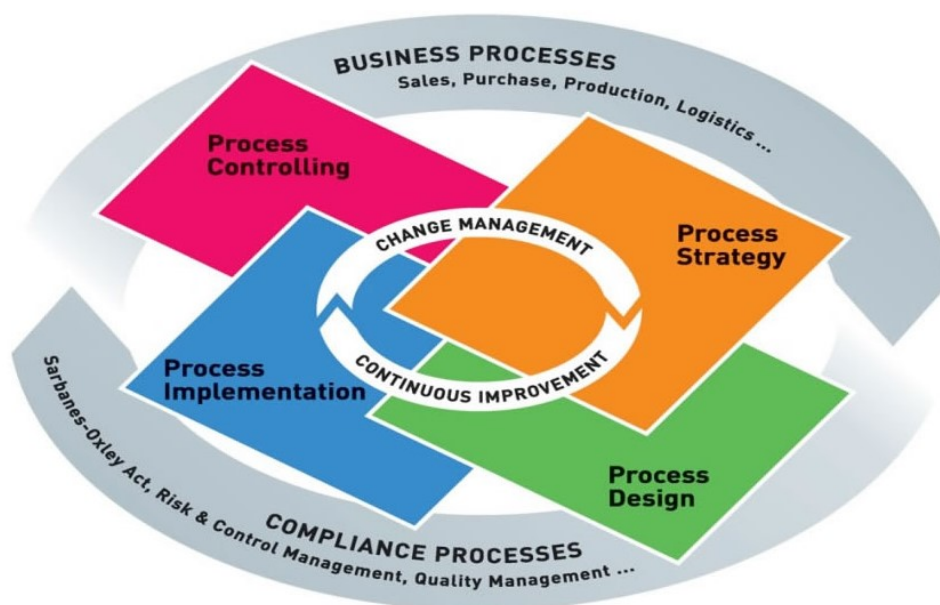 BUSINESS PROCESSES
Sales, Purchase, Production, Logistics ...
Process
Controlling
CHANGE MANAGEMENT
Process
Strategy
Process
Implementation
CONTINUOUS IMPROVEMENT
Process
Design
COMPLIANCE PROCESSES
Sarbanes-Oxley Act, Risk & Control Management, Quality Management ...